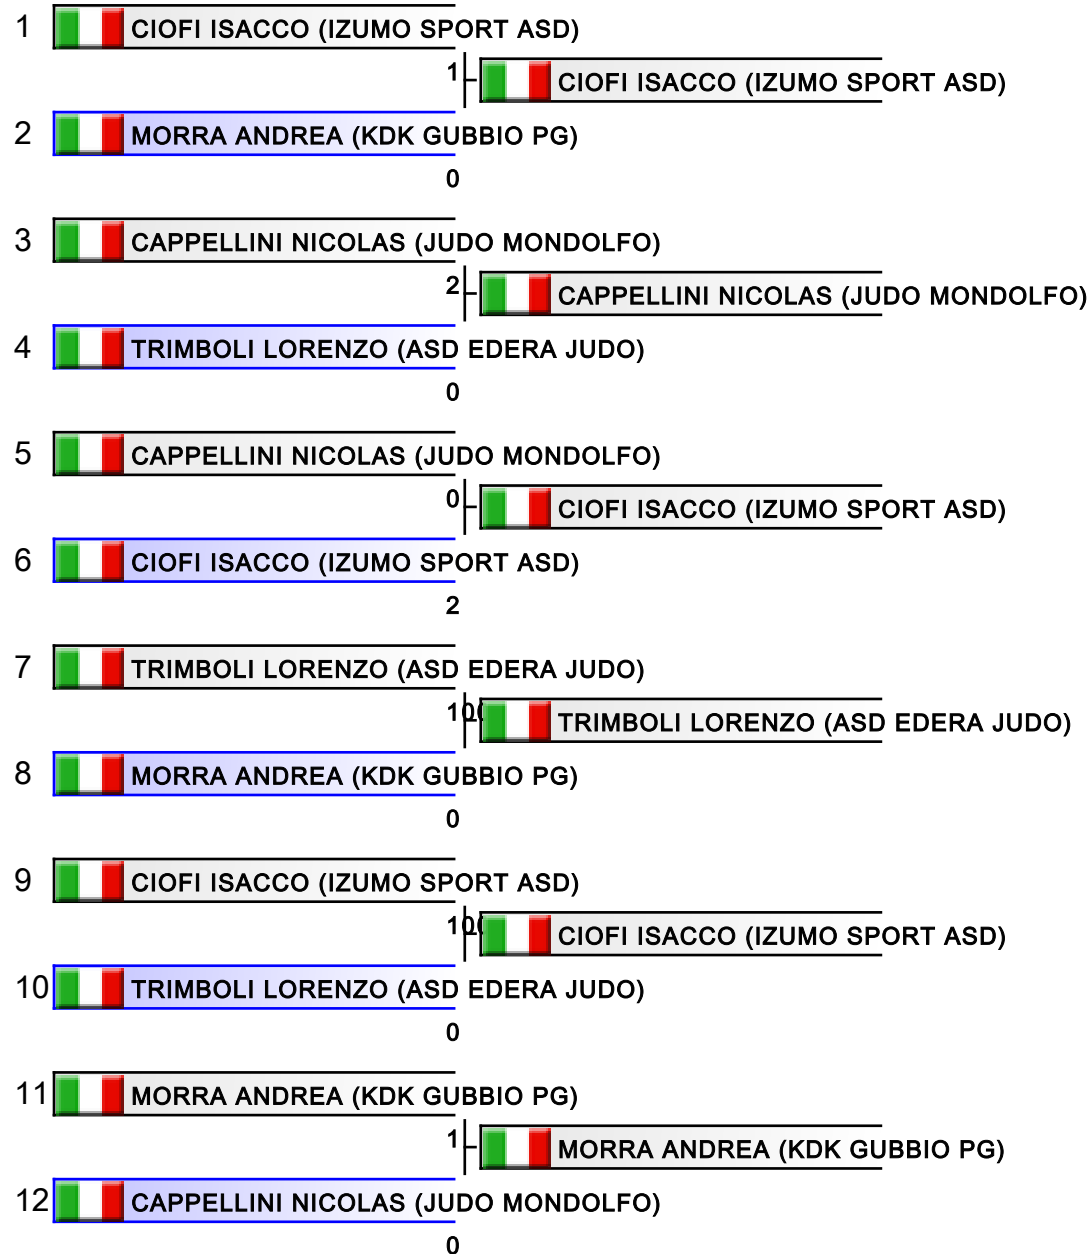 1 CIOFI ISACCO (IZUMO SPORT ASD)
1 CIOFI ISACCO (IZUMO SPORT ASD)
2 MORRA ANDREA (KDK GUBBIO PG)
0
3 CAPPELLINI NICOLAS (JUDO MONDOLFO)
2 CAPPELLINI NICOLAS (JUDO MONDOLFO)
4 TRIMBOLI LORENZO (ASD EDERA JUDO)
0
5 CAPPELLINI NICOLAS (JUDO MONDOLFO)
0 CIOFI ISACCO (IZUMO SPORT ASD)
6 CIOFI ISACCO (IZUMO SPORT ASD)
2
7 TRIMBOLI LORENZO (ASD EDERA JUDO)
TRIMBOLI LORENZO (ASD EDERA JUDO)
8 MORRA ANDREA (KDK GUBBIO PG)
0
9 CIOFI ISACCO (IZUMO SPORT ASD)
CIOFI ISACCO (IZUMO SPORT ASD)
10 TRIMBOLI LORENZO (ASD EDERA JUDO)
0
11 MORRA ANDREA (KDK GUBBIO PG)
1 MORRA ANDREA (KDK GUBBIO PG)
12 CAPPELLINI NICOLAS (JUDO MONDOLFO)
0